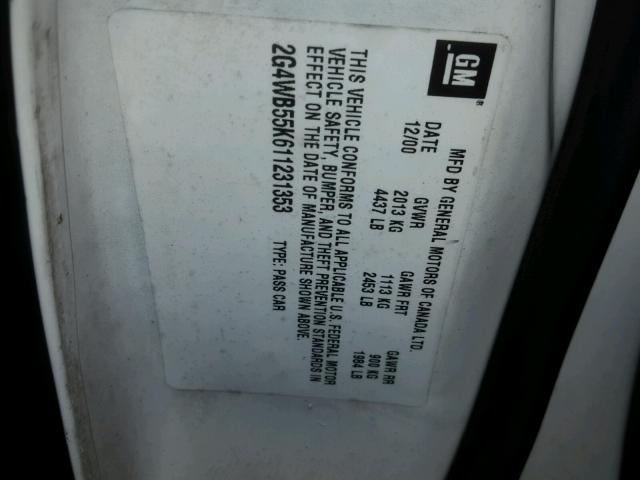 GM®
MFD BY GENERAL MOTORS OF CANADA LTD.
DATE GVWR GAWR FRT GAWR RR
12/00 2013 KG 1113 KG 900 KG
4437 LB 2453 LB 1984 LB
THIS VEHICLE CONFORMS TO ALL APPLICABLE U.S. FEDERAL MOTOR
VEHICLE SAFETY, BUMPER, AND THEFT PREVENTION STANDARDS IN
EFFECT ON THE DATE OF MANUFACTURE SHOWN ABOVE.
2G4WB55K611231353 TYPE: PASS CAR